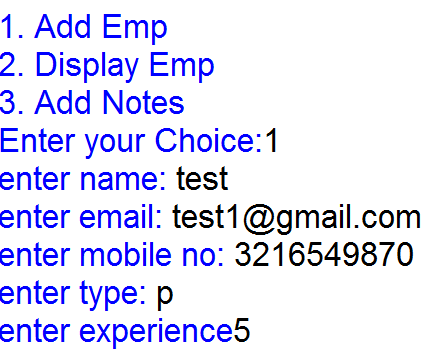 1. Add Emp
2. Display Emp
3. Add Notes
Enter your Choice:1
enter name: test
enter email: test1@gmail.com
enter mobile no: 3216549870
enter type: p
enter experience5